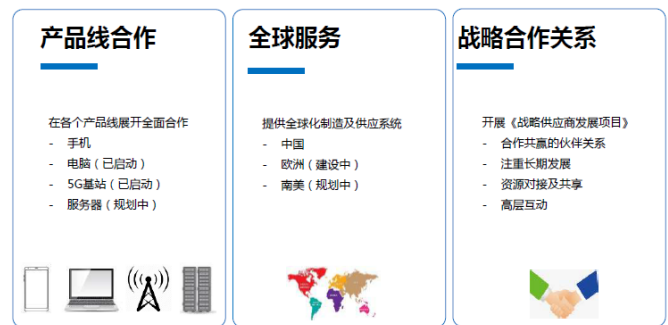 产品线合作
在各个产品线展开全面合作
- 手机
- 电脑（已启动）
- 5G基站（已启动）
- 服务器（规划中）
全球服务
提供全球化制造及供应系统
- 中国
- 欧洲（建设中）
- 南美（规划中）
战略合作关系
开展《战略供应商发展项目》
- 合作共赢的伙伴关系
- 注重长期发展
- 资源对接及共享
- 高层互动